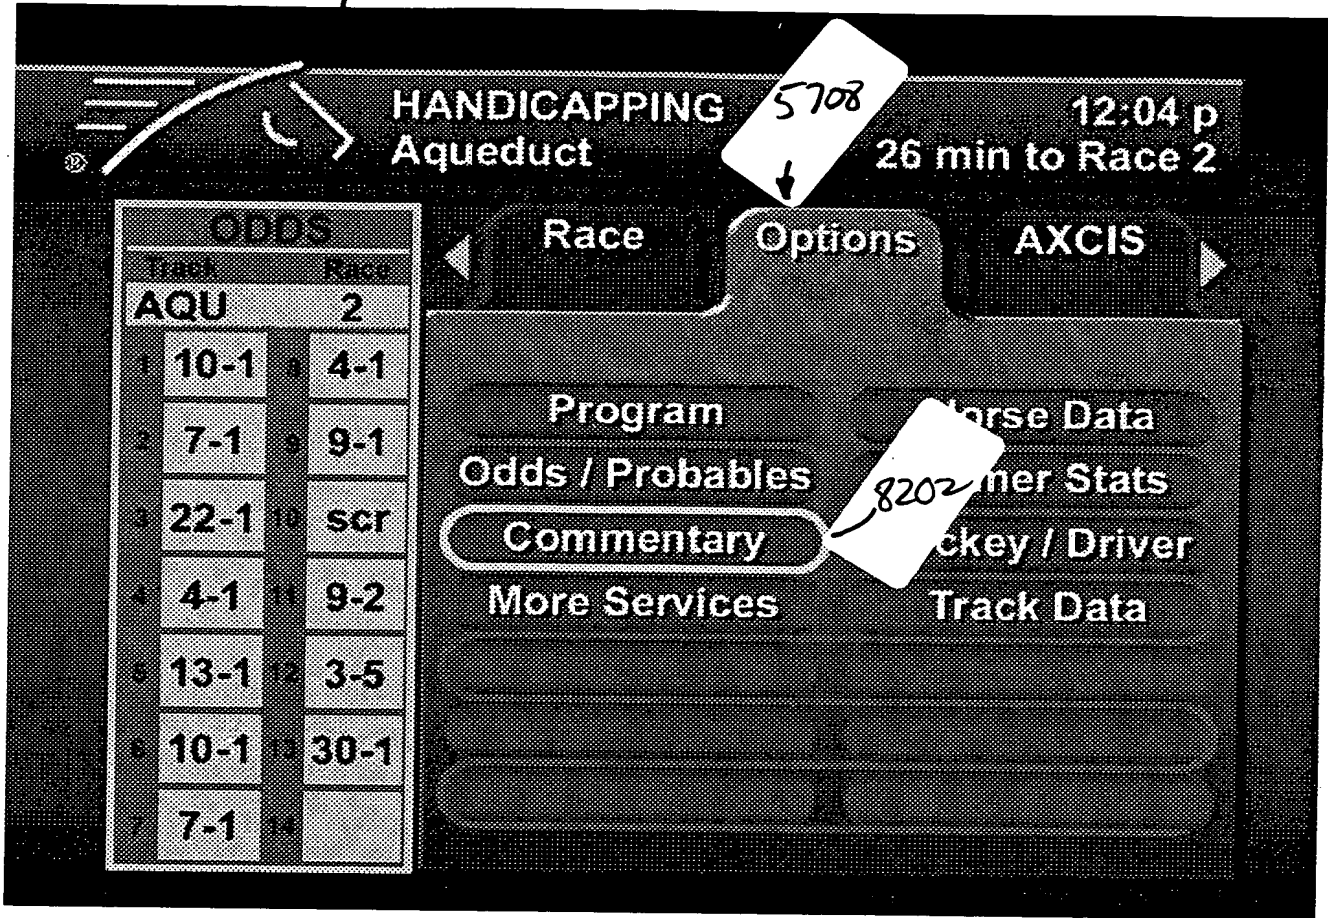 HANDICAPPING
Aqueduct
5708
12:04 p
26 min to Race 2
®
ODDS
Track Race
AQU 2
1 10-1 8 4-1
2 7-1 9 9-1
3 22-1 10 scr
4 4-1 11 9-2
5 13-1 12 3-5
6 10-1 13 30-1
7 7-1 14
Race Options AXCIS
Program
Odds / Probables
Commentary
More Services
8202
Data
Stats
/ Driver
Track Data